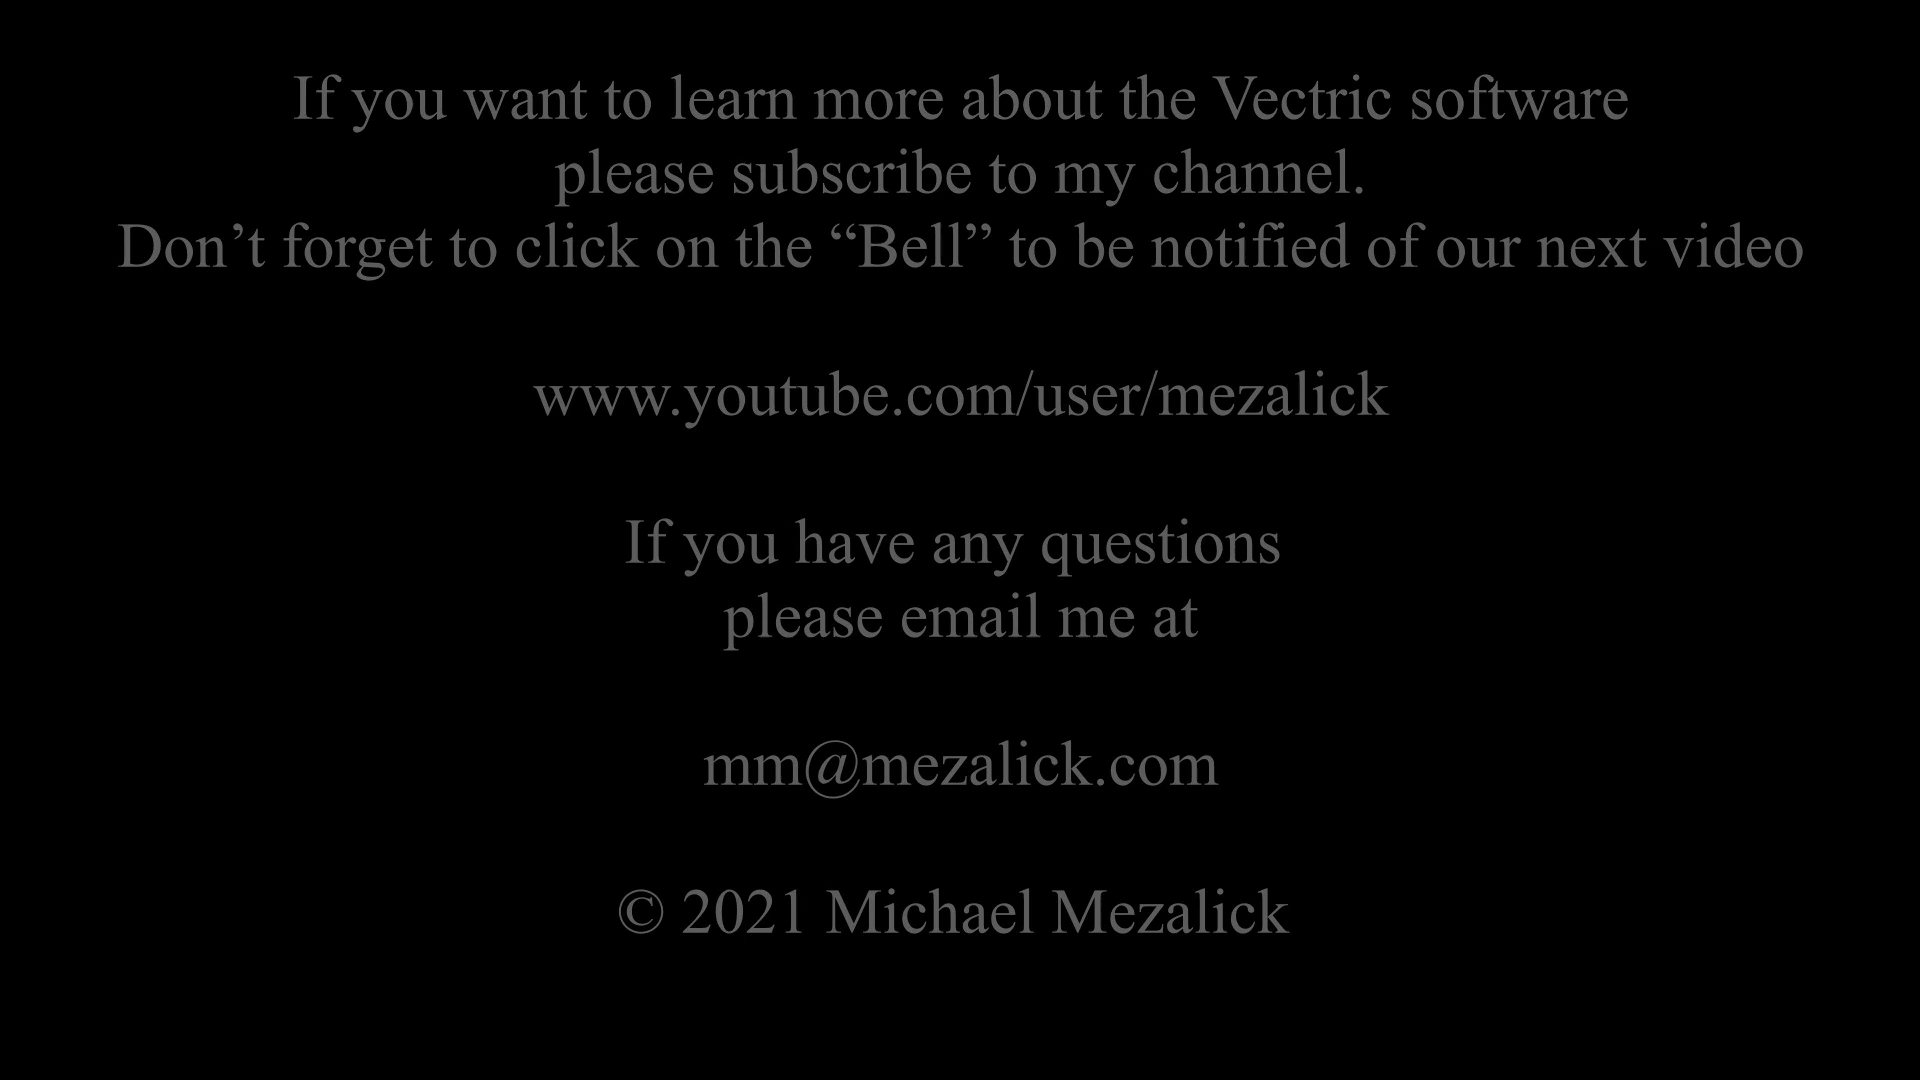 If you want to learn more about the Vectric software
please subscribe to my channel.
Don’t forget to click on the “Bell” to be notified of our next video
www.youtube.com/user/mezalick
If you have any questions
please email me at
mm@mezalick.com
© 2021 Michael Mezalick